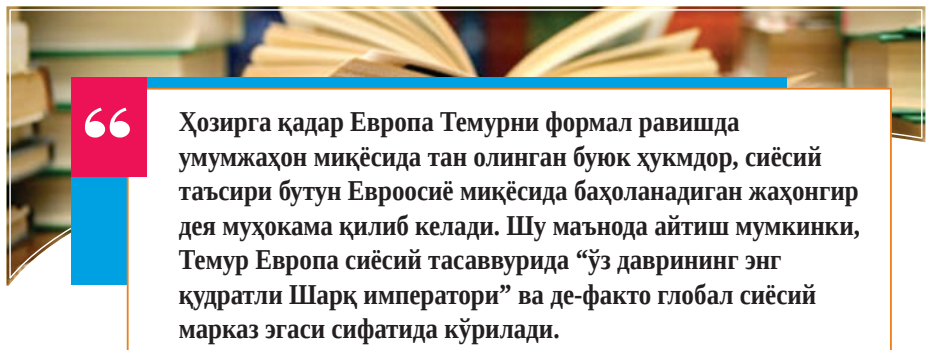 “
Ҳозирга қадар Европа Темурни формал равишда
умумжаҳон миқёсида тан олинган буюк ҳукмдор, сиёсий
таъсири бутун Евроосиё миқёсида баҳоланадиган жаҳонгир
дея муҳокама қилиб келади. Шу маънода айтиш мумкинки,
Темур Европа сиёсий тасаввурида “ўз даврининг энг
қудратли Шарқ императори” ва де-факто глобал сиёсий
марказ эгаси сифатида кўрилади.